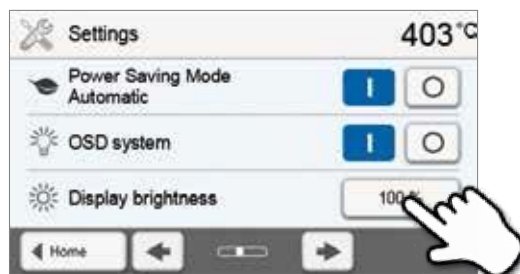 Settings 403°C
Power Saving Mode
Automatic I O
OSD system I O
Display brightness 100 %
Home